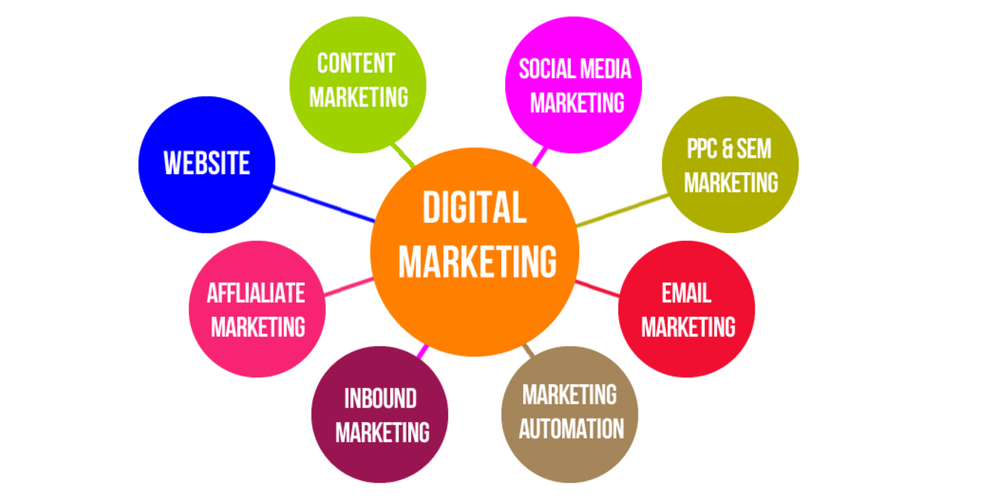 CONTENT
MARKETING
SOCIAL MEDIA
MARKETING
WEBSITE
PPC & SEM
MARKETING
DIGITAL
MARKETING
AFFLIALIATE
MARKETING
EMAIL
MARKETING
INBOUND
MARKETING
MARKETING
AUTOMATION